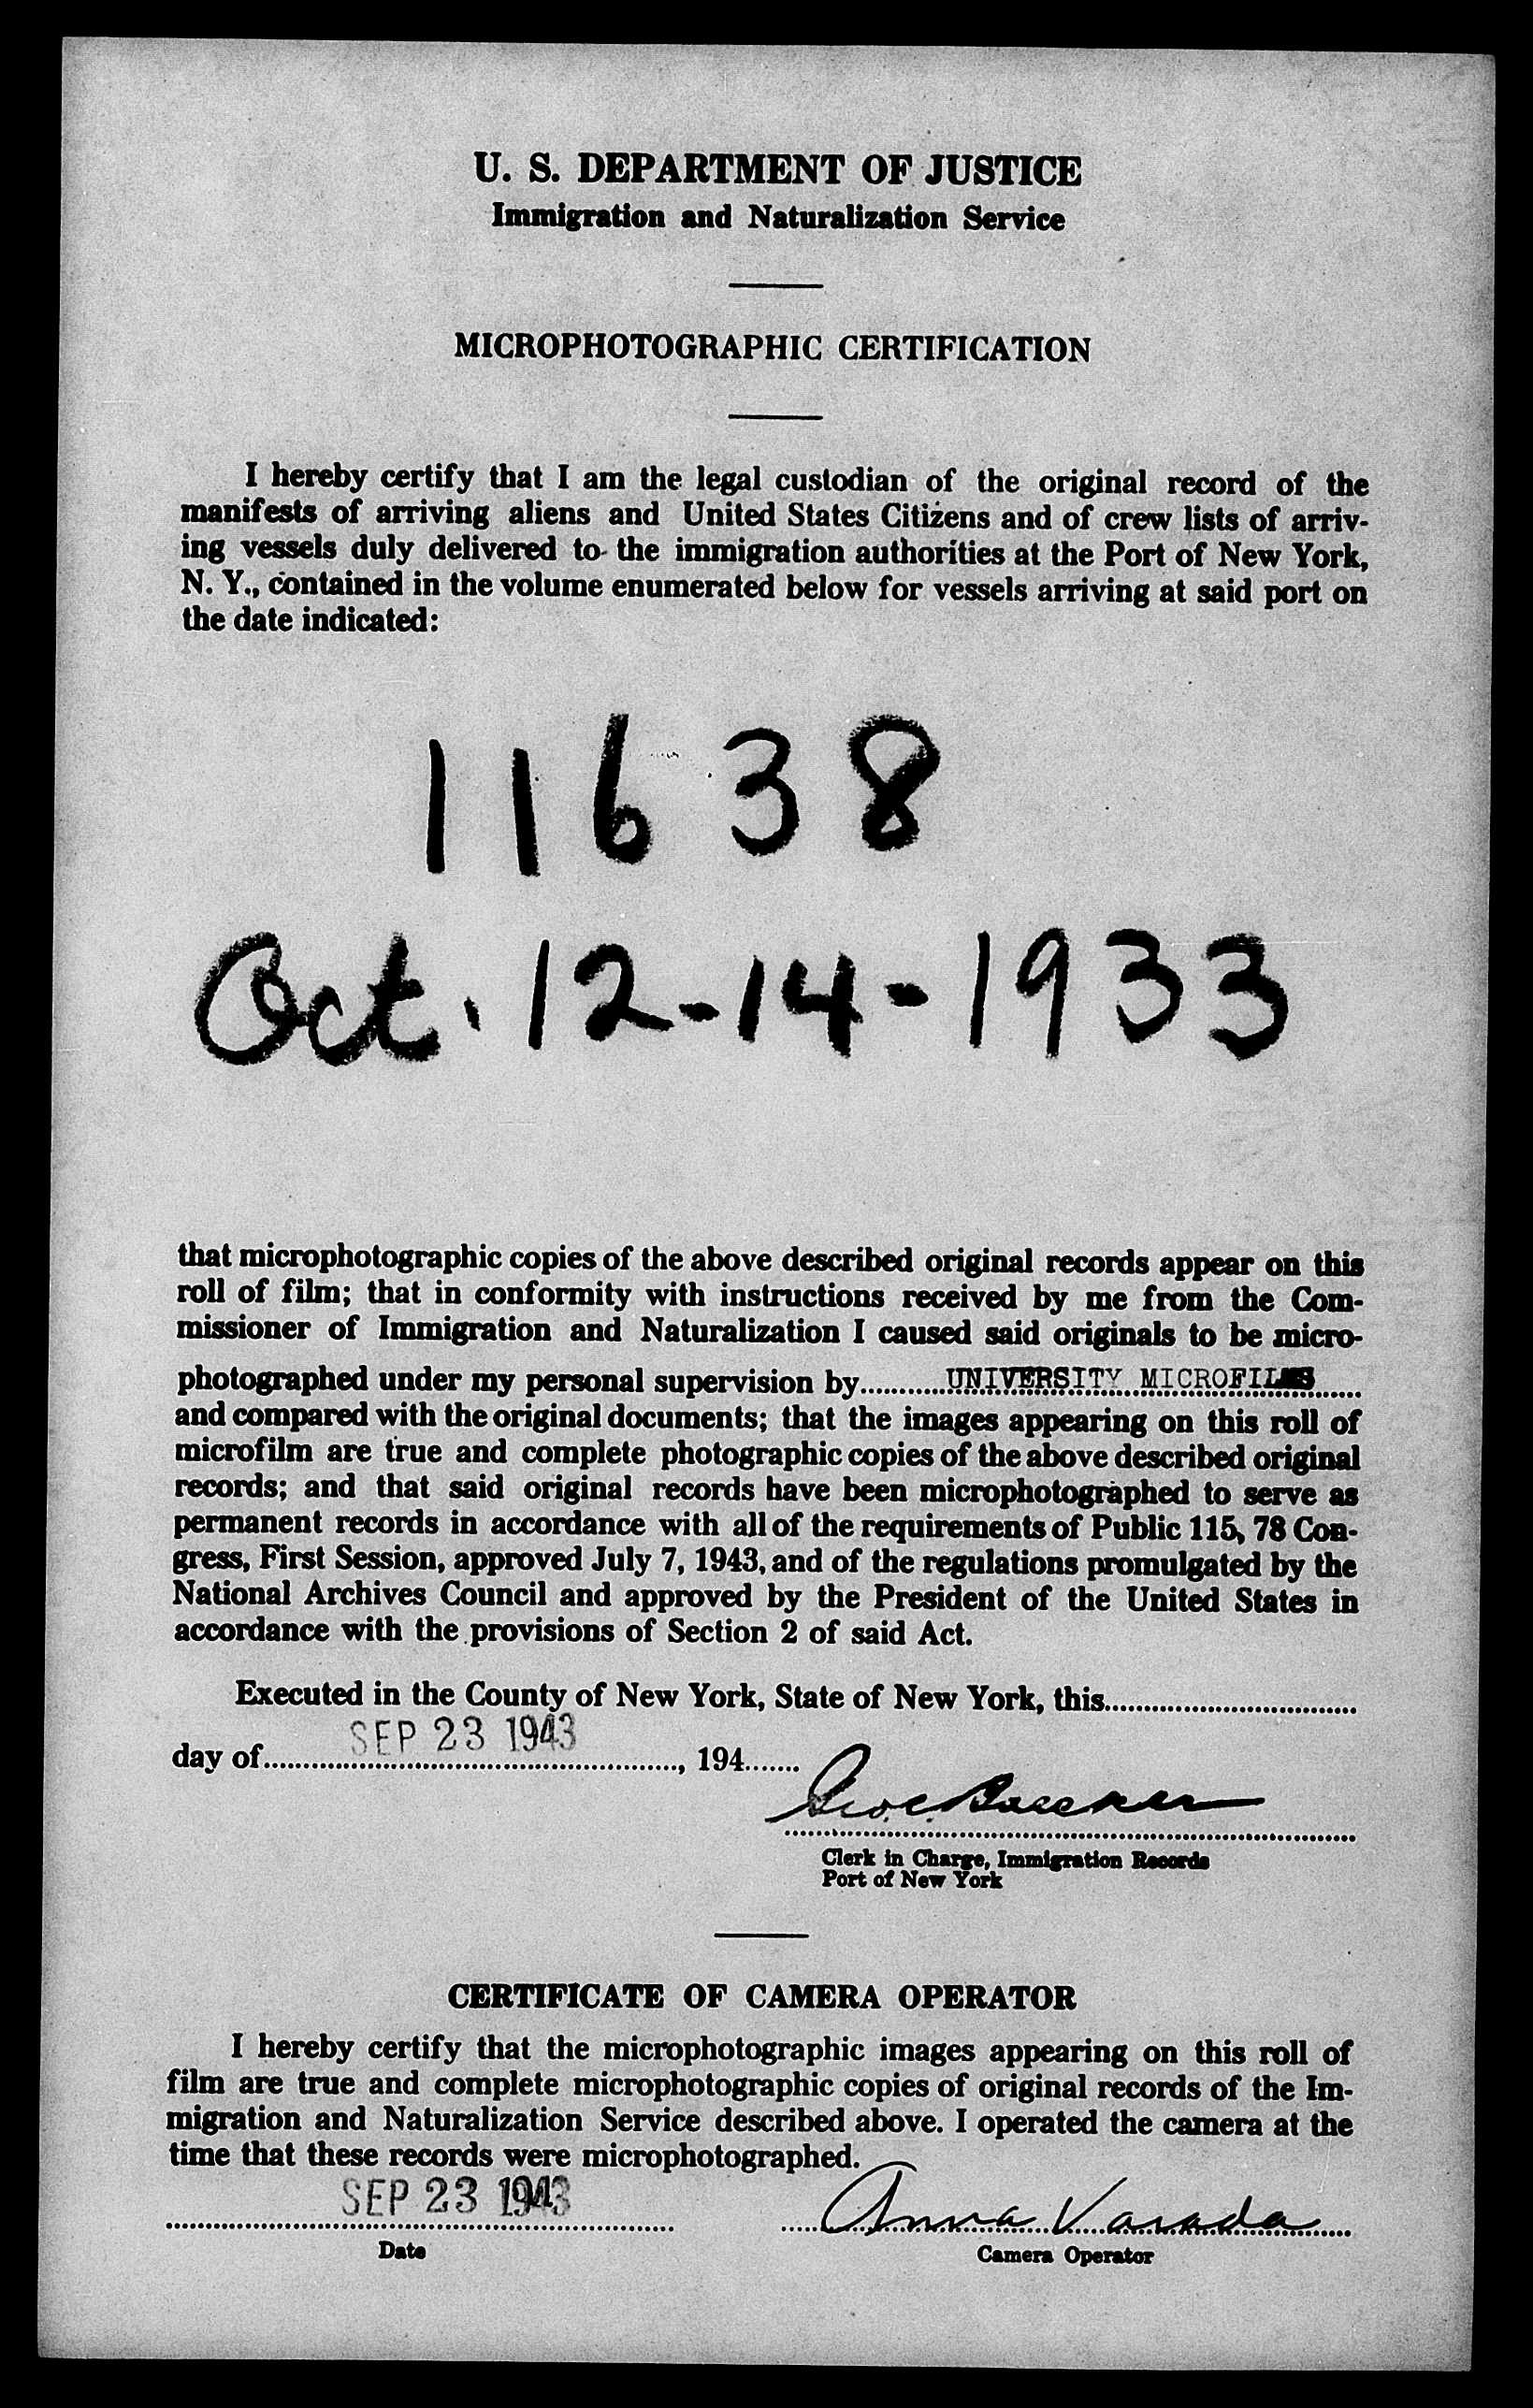 U. S. DEPARTMENT OF JUSTICE
Immigration and Naturalization Service
MICROPHOTOGRAPHIC CERTIFICATION
I hereby certify that I am the legal custodian of the original record of the
manifests of arriving aliens and United States Citizens and of crew lists of arriv-
ing vessels duly delivered to the immigration authorities at the Port of New York,
N. Y., contained in the volume enumerated below for vessels arriving at said port on
the date indicated:
11638
Oct. 12-14-1933
that microphotographic copies of the above described original records appear on this
roll of film; that in conformity with instructions received by me from the Com-
missioner of Immigration and Naturalization I caused said originals to be micro-
photographed under my personal supervision by UNIVERSITY MICROFILMS
and compared with the original documents; that the images appearing on this roll of
microfilm are true and complete photographic copies of the above described original
records; and that said original records have been microphotographed to serve as
permanent records in accordance with all of the requirements of Public 115, 78 Con-
gress, First Session, approved July 7, 1943, and of the regulations promulgated by the
National Archives Council and approved by the President of the United States in
accordance with the provisions of Section 2 of said Act.
Executed in the County of New York, State of New York, this
day of SEP 23 1943, 194
Clerk in Charge, Immigration Records
Port of New York
CERTIFICATE OF CAMERA OPERATOR
I hereby certify that the microphotographic images appearing on this roll of
film are true and complete microphotographic copies of original records of the Im-
migration and Naturalization Service described above. I operated the camera at the
time that these records were microphotographed.
SEP 23 1943 Anna Varada
Date
Camera Operator